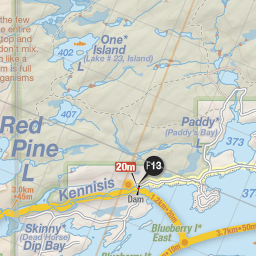 the few
e entire
top and
don't mix.
m like a
m is full
ganisms
One*
Island
(Lake # 23, Island)
407
402
L
Paddy*
(Paddy's Bay)
373
37
Red
Pine
L
20m
F13
Kennisis
3.0km
+45m
Dam
Skinny*
(Dead Horse)
Dip Bay
Blueberry I*
East
3.7km+50m